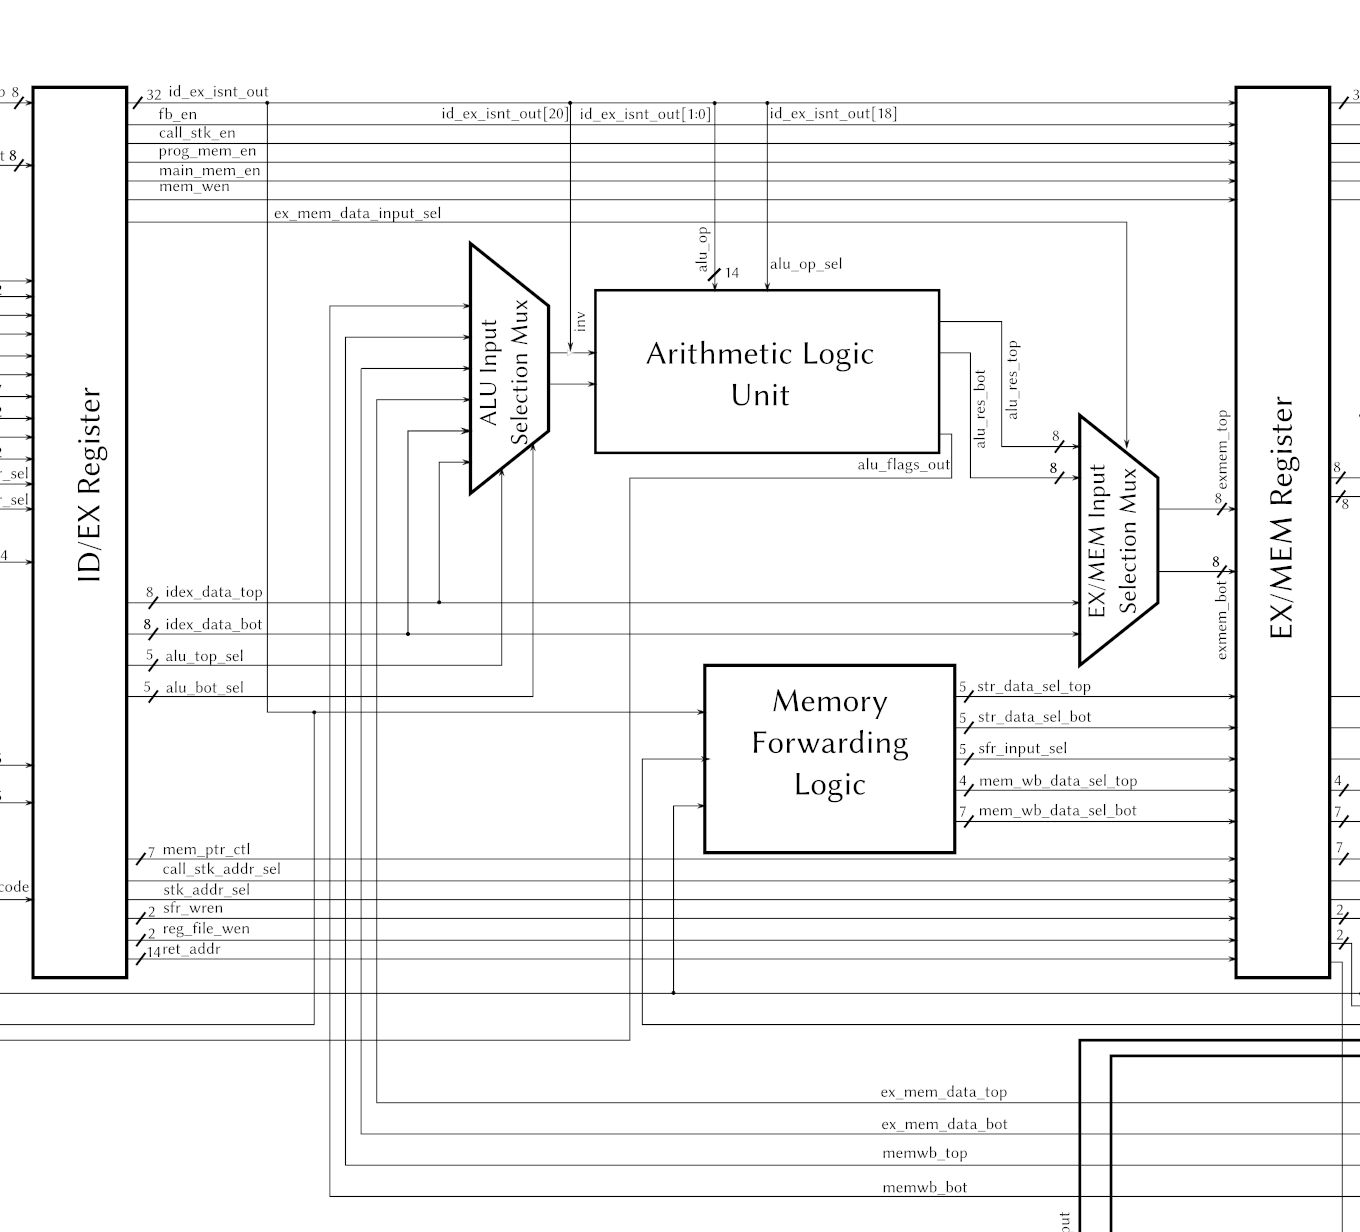 8
32 id_ex_isnt_out
3
fb_en
id_ex_isnt_out[20] id_ex_isnt_out[1:0] id_ex_isnt_out[18]
call_stk_en
t 8
prog_mem_en
main_mem_en
mem_wen
ex_mem_data_input_sel
alu_op
14
alu_op_sel
inv
ALU Input
Selection Mux
Arithmetic Logic
Unit
alu_res_bot
alu_res_top
8
8
alu_flags_out
r_sel
r_sel
4
ID/EX Register
EX/MEM Input
Selection Mux
exmem_top
8
8
exmem_bot
EX/MEM Register
8
8
8 idex_data_top
8 idex_data_bot
5 alu_top_sel
5 alu_bot_sel
Memory
Forwarding
Logic
5 str_data_sel_top
5 str_data_sel_bot
5 sfr_input_sel
4 mem_wb_data_sel_top
7 mem_wb_data_sel_bot
4
7
7
7 mem_ptr_ctl
call_stk_addr_sel
code
stk_addr_sel
2 sfr_wren
2
2 reg_file_wen
2
14 ret_addr
ex_mem_data_top
ex_mem_data_bot
memwb_top
memwb_bot
out